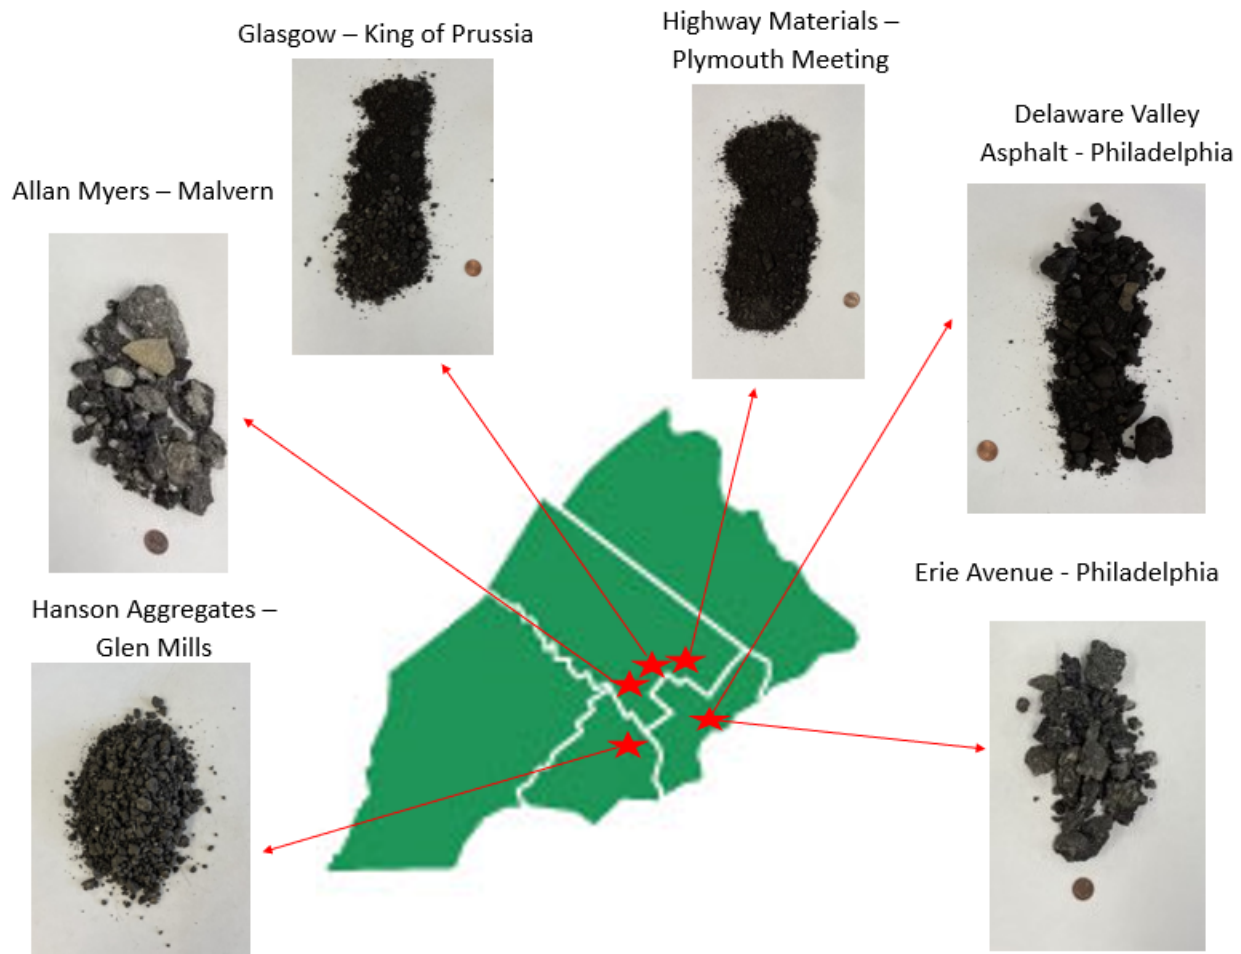 Glasgow – King of Prussia
Highway Materials –
Plymouth Meeting
Delaware Valley
Asphalt - Philadelphia
Allan Myers – Malvern
Erie Avenue - Philadelphia
Hanson Aggregates –
Glen Mills